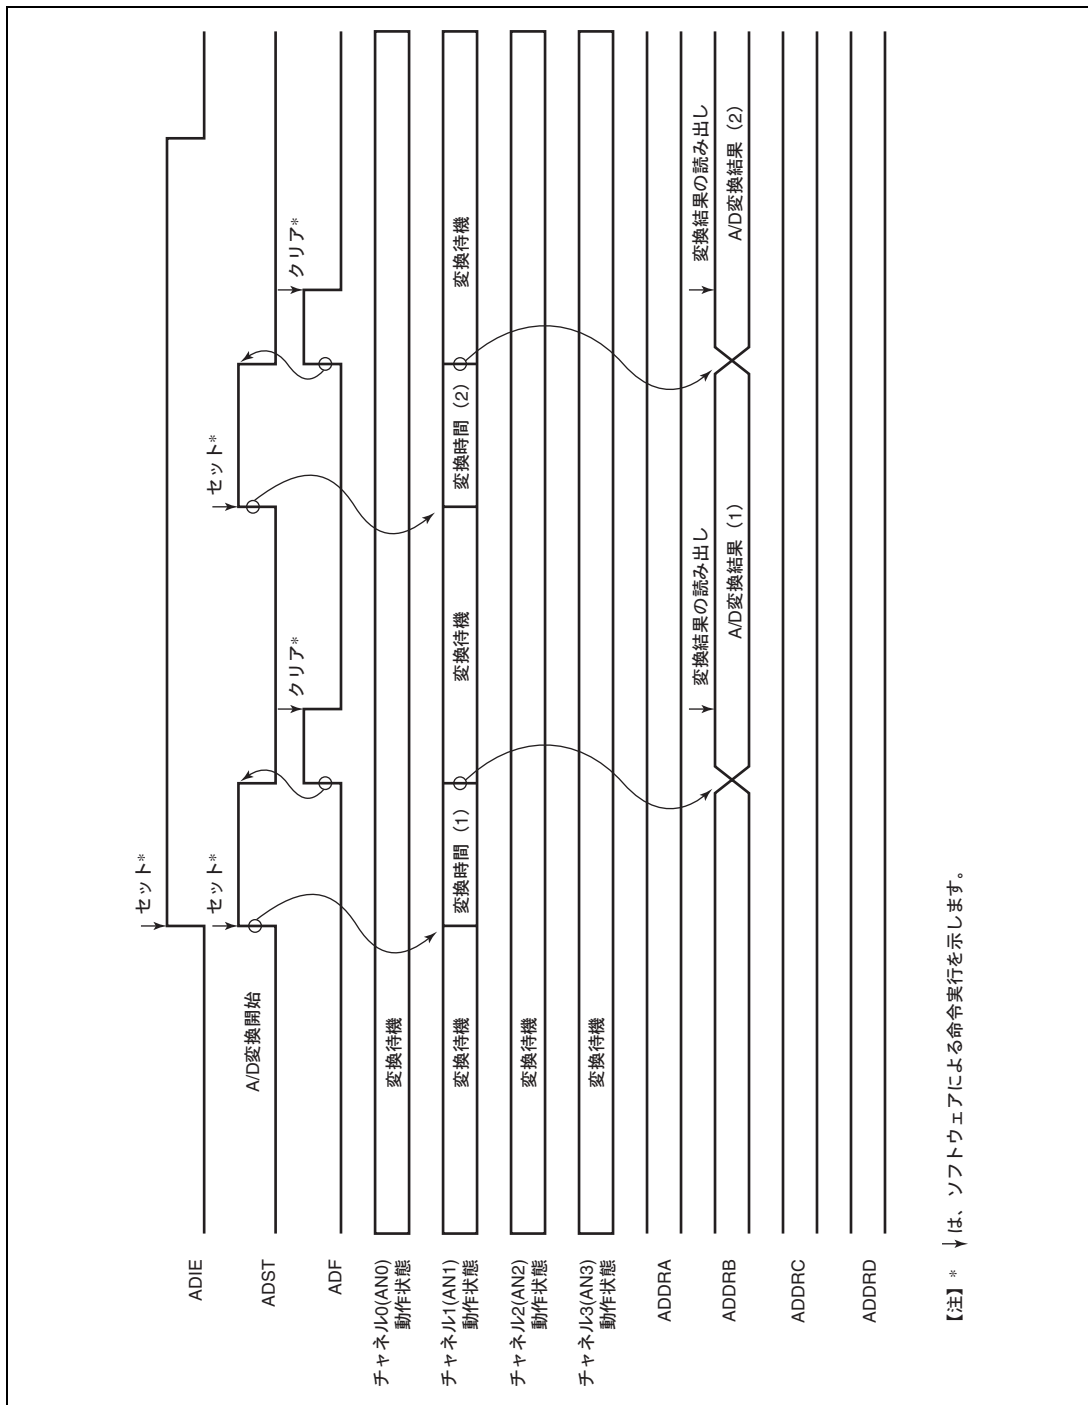 ADIE
セット*
ADST
A/D変換開始
セット*
セット*
ADF
クリア*
クリア*
チャネル0(AN0)
動作状態
変換待機
チャネル1(AN1)
動作状態
変換待機
変換時間（1）
変換待機
変換時間（2）
変換待機
チャネル2(AN2)
動作状態
変換待機
チャネル3(AN3)
動作状態
変換待機
ADDRA
変換結果の読み出し
変換結果の読み出し
ADDRB
A/D変換結果（1）
A/D変換結果（2）
ADDRC
ADDRD
【注】* ↓は、ソフトウェアによる命令実行を示します。